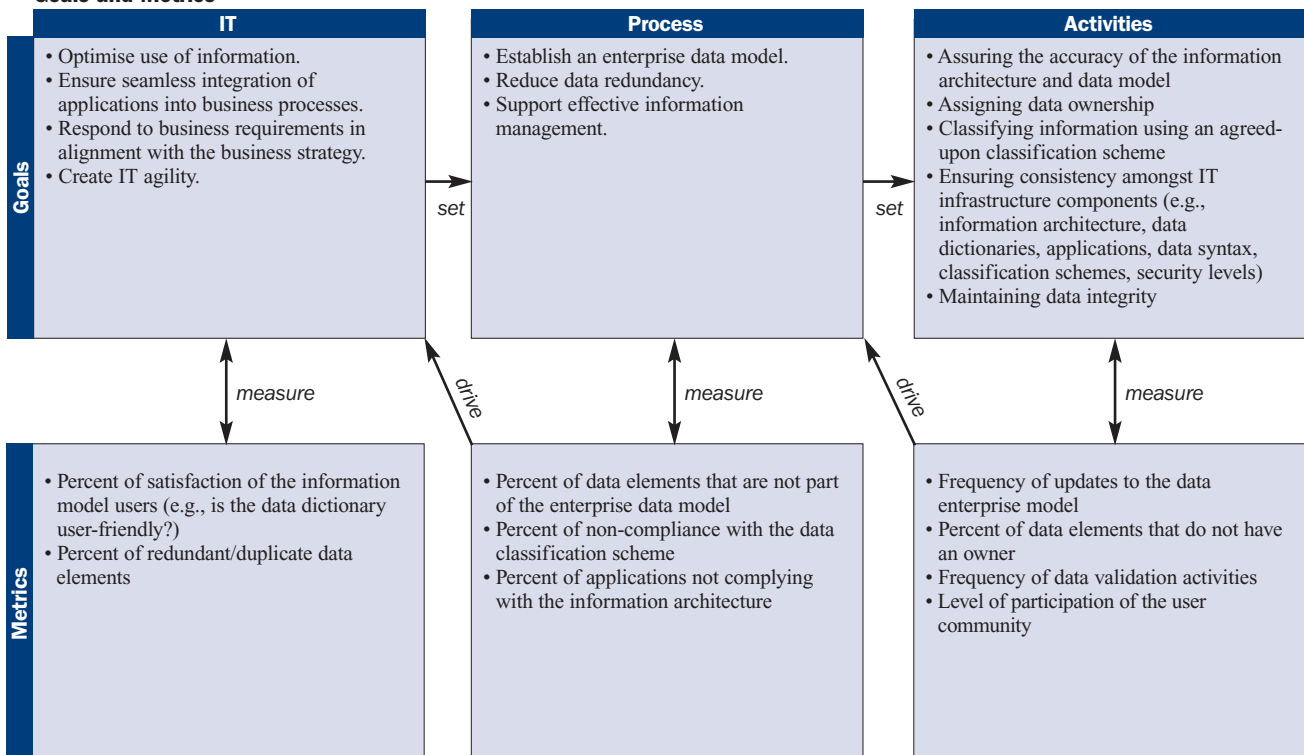 Goals and Metrics
IT
Process
Activities
Goals
• Optimise use of information.
• Ensure seamless integration of
applications into business processes.
• Respond to business requirements in
alignment with the business strategy.
• Create IT agility.
set
• Establish an enterprise data model.
• Reduce data redundancy.
• Support effective information
management.
set
• Assuring the accuracy of the information
architecture and data model
• Assigning data ownership
• Classifying information using an agreed-
upon classification scheme
• Ensuring consistency amongst IT
infrastructure components (e.g.,
information architecture, data
dictionaries, applications, data syntax,
classification schemes, security levels)
• Maintaining data integrity
measure
drive
measure
drive
measure
Metrics
• Percent of satisfaction of the information
model users (e.g., is the data dictionary
user-friendly?)
• Percent of redundant/duplicate data
elements
• Percent of data elements that are not part
of the enterprise data model
• Percent of non-compliance with the data
classification scheme
• Percent of applications not complying
with the information architecture
• Frequency of updates to the data
enterprise model
• Percent of data elements that do not have
an owner
• Frequency of data validation activities
• Level of participation of the user
community